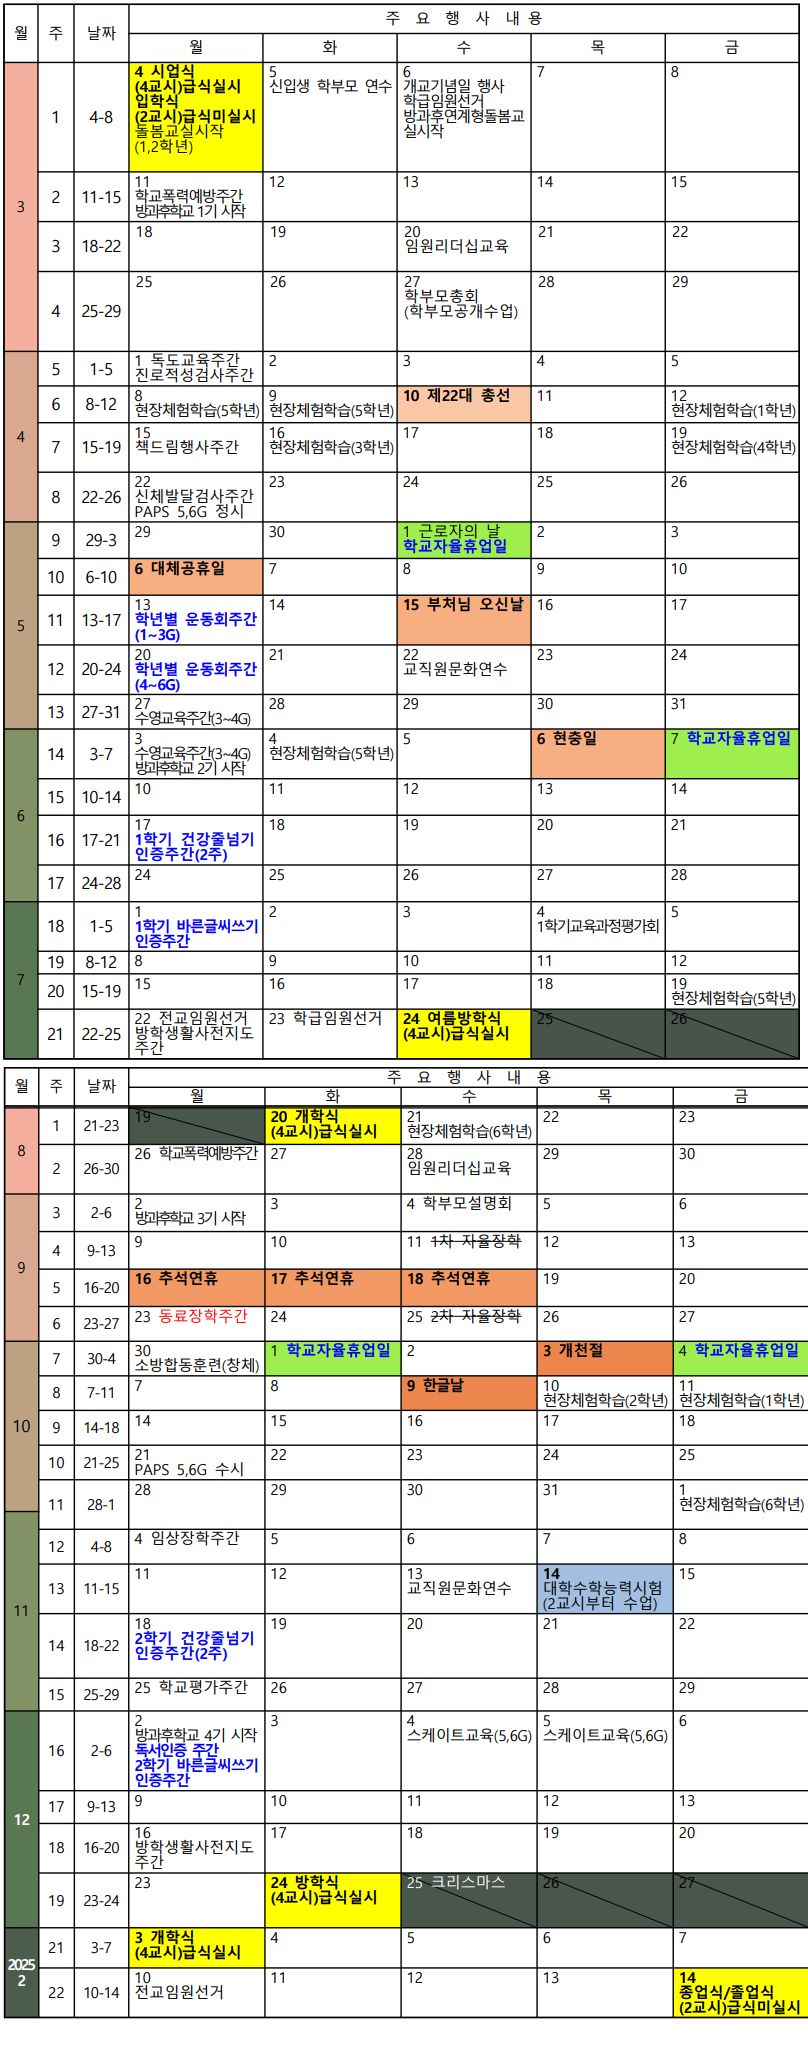 월 주 날짜 주 요 행 사 내 용
월 화 수 목 금
3
1 4-8
4 시업식
(4교시)급식실시
입학식
(2교시)급식미실시
돌봄교실시작
(1,2학년)
5
신입생 학부모 연수
6
개교기념일 행사
학급임원선거
방과후연계형돌봄교
실시작
7
8
2 11-15
11
학교폭력예방주간
방과후학교 1기 시작
12
13
14
15
3 18-22
18
19
20
임원리더십교육
21
22
4 25-29
25
26
27
학부모총회
(학부모공개수업)
28
29
4
5 1-5
1 독도교육주간
진로적성검사주간
2
3
4
5
6 8-12
8
현장체험학습(5학년)
9
현장체험학습(5학년)
10 제22대 총선
11
12
현장체험학습(1학년)
7 15-19
15
책드림행사주간
16
현장체험학습(3학년)
17
18
19
현장체험학습(4학년)
8 22-26
22
신체발달검사주간
PAPS 5,6G 정시
23
24
25
26
5
9 29-3
29
30
1 근로자의 날
학교자율휴업일
2
3
10 6-10
6 대체공휴일
7
8
9
10
11 13-17
13
학년별 운동회주간
(1~3G)
14
15 부처님 오신날
16
17
12 20-24
20
학년별 운동회주간
(4~6G)
21
22
교직원문화연수
23
24
13 27-31
27
수영교육주간(3~4G)
28
29
30
31
6
14 3-7
3
수영교육주간(3~4G)
방과후학교 2기 시작
4
현장체험학습(5학년)
5
6 현충일
7 학교자율휴업일
15 10-14
10
11
12
13
14
16 17-21
17
1학기 건강줄넘기
인증주간(2주)
18
19
20
21
17 24-28
24
25
26
27
28
7
18 1-5
1
1학기 바른글씨쓰기
인증주간
2
3
4
1학기교육과정평가회
5
19 8-12
8
9
10
11
12
20 15-19
15
16
17
18
19
현장체험학습(5학년)
21 22-25
22 전교임원선거
방학생활사전지도
주간
23 학급임원선거
24 여름방학식
(4교시)급식실시
25
26
월 주 날짜 주 요 행 사 내 용
월 화 수 목 금
8
1 21-23
19
20 개학식
(4교시)급식실시
21
현장체험학습(6학년)
22
23
2 26-30
26 학교폭력예방주간
27
28
임원리더십교육
29
30
9
3 2-6
2
방과후학교 3기 시작
3
4 학부모설명회
5
6
4 9-13
9
10
11 1차 자율장학
12
13
5 16-20
16 추석연휴
17 추석연휴
18 추석연휴
19
20
6 23-27
23 동료장학주간
24
25 2차 자율장학
26
27
10
7 30-4
30
소방합동훈련(창체)
1 학교자율휴업일
2
3 개천절
4 학교자율휴업일
8 7-11
7
8
9 한글날
10
현장체험학습(2학년)
11
현장체험학습(1학년)
9 14-18
14
15
16
17
18
10 21-25
21
PAPS 5,6G 수시
22
23
24
25
11 28-1
28
29
30
31
1
현장체험학습(6학년)
11
12 4-8
4 임상장학주간
5
6
7
8
13 11-15
11
12
13
교직원문화연수
14
대학수학능력시험
(2교시부터 수업)
15
14 18-22
18
2학기 건강줄넘기
인증주간(2주)
19
20
21
22
15 25-29
25 학교평가주간
26
27
28
29
12
16 2-6
2
방과후학교 4기 시작
독서인증 주간
2학기 바른글씨쓰기
인증주간
3
4
스케이트교육(5,6G)
5
스케이트교육(5,6G)
6
17 9-13
9
10
11
12
13
18 16-20
16
방학생활사전지도
주간
17
18
19
20
19 23-24
23
24 방학식
(4교시)급식실시
25 크리스마스
26
27
2025
2
21 3-7
3 개학식
(4교시)급식실시
4
5
6
7
22 10-14
10
전교임원선거
11
12
13
14
종업식/졸업식
(2교시)급식미실시